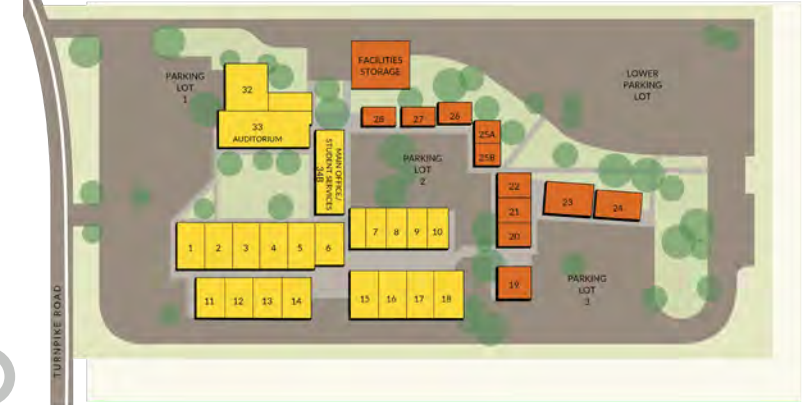 FACILITIES
STORAGE
PARKING
LOT
1
LOWER
PARKING
LOT
32
33
AUDITORIUM
MAIN OFFICE/
STUDENT SERVICES
34B
28
27
26
25A
25B
PARKING
LOT
2
22
21
20
23
24
7
8
9
10
1
2
3
4
5
6
19
PARKING
LOT
3
11
12
13
14
15
16
17
18
TURNPIKE ROAD